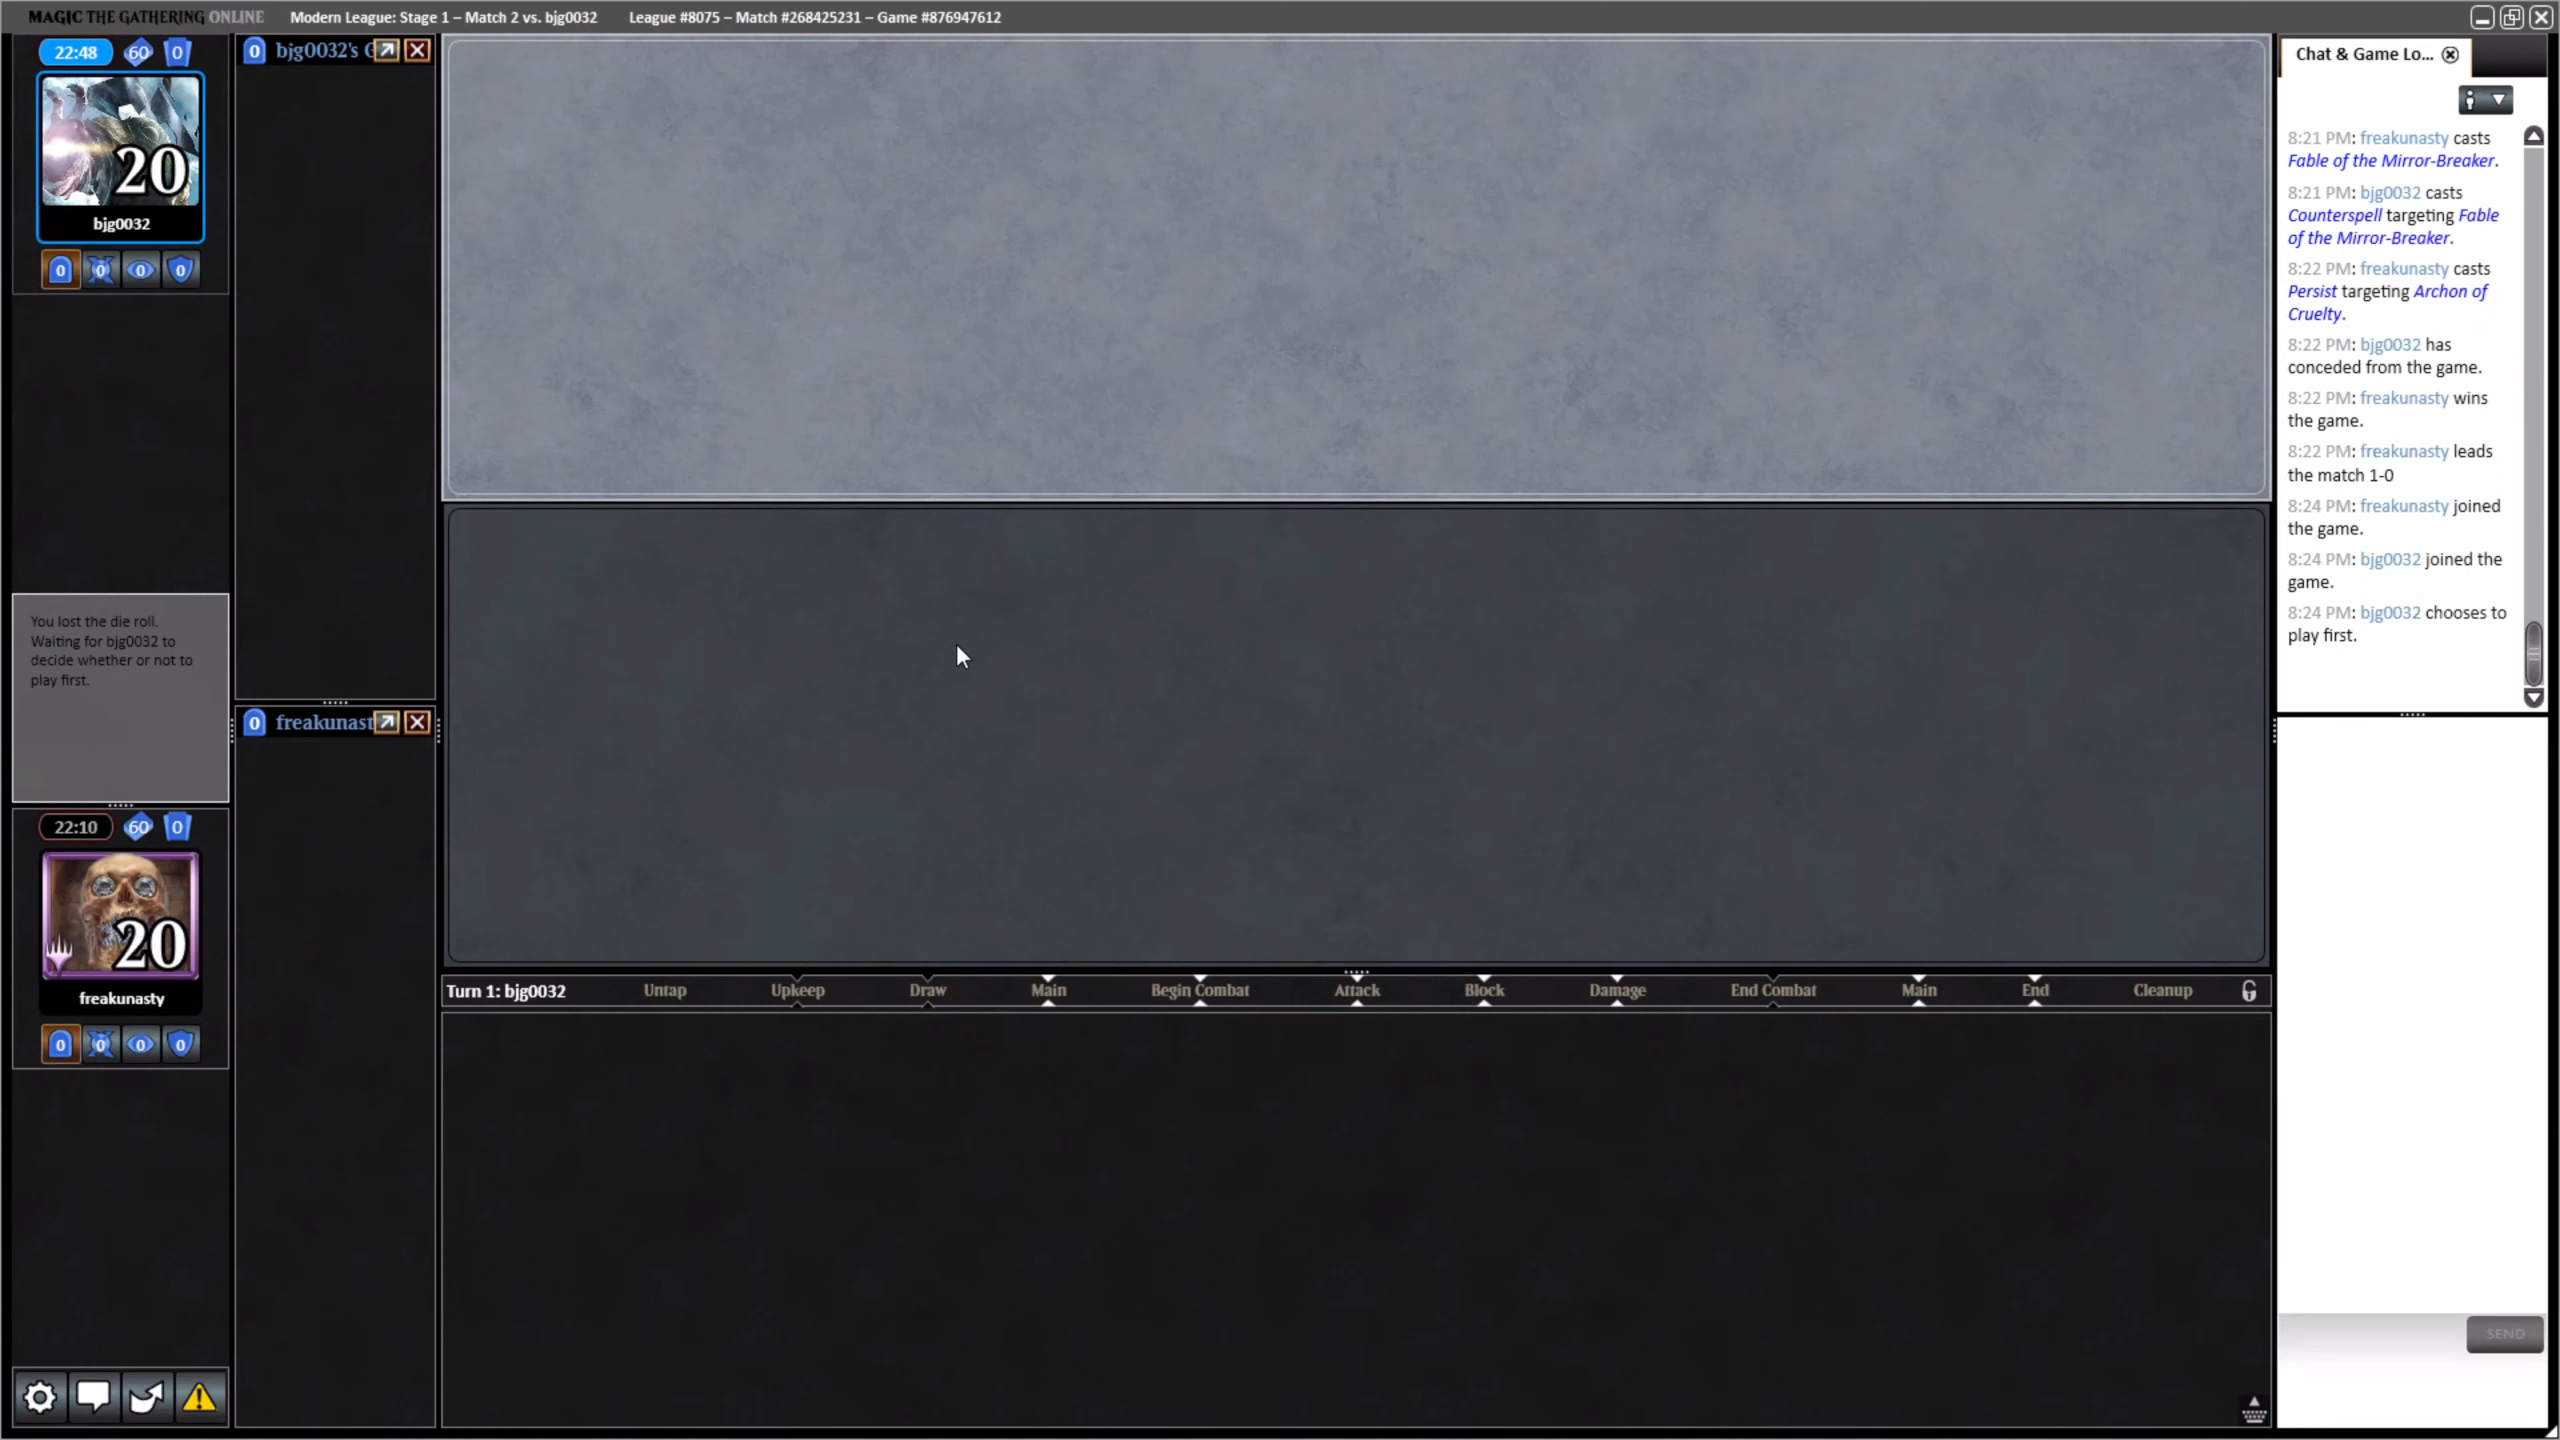 MAGIC THE GATHERING ONLINE
Modern League: Stage 1 – Match 2 vs. bjg0032
League #8075 – Match #268425231 – Game #876947612
22:48 60 0
20
bjg0032
0 0 0 0
0 bjg0032's
You lost the die roll.
Waiting for bjg0032 to
decide whether or not to
play first.
22:10 60 0
20
freakunasty
0 0 0 0
0 freakunast
Turn 1: bjg0032 Untap Upkeep Draw Main Begin Combat Attack Block Damage End Combat Main End Cleanup
Chat & Game Lo...
8:21 PM: freakunasty casts
Fable of the Mirror-Breaker.
8:21 PM: bjg0032 casts
Counterspell targeting Fable
of the Mirror-Breaker.
8:22 PM: freakunasty casts
Persist targeting Archon of
Cruelty.
8:22 PM: bjg0032 has
conceded from the game.
8:22 PM: freakunasty wins
the game.
8:22 PM: freakunasty leads
the match 1-0
8:24 PM: freakunasty joined
the game.
8:24 PM: bjg0032 joined the
game.
8:24 PM: bjg0032 chooses to
play first.
SEND